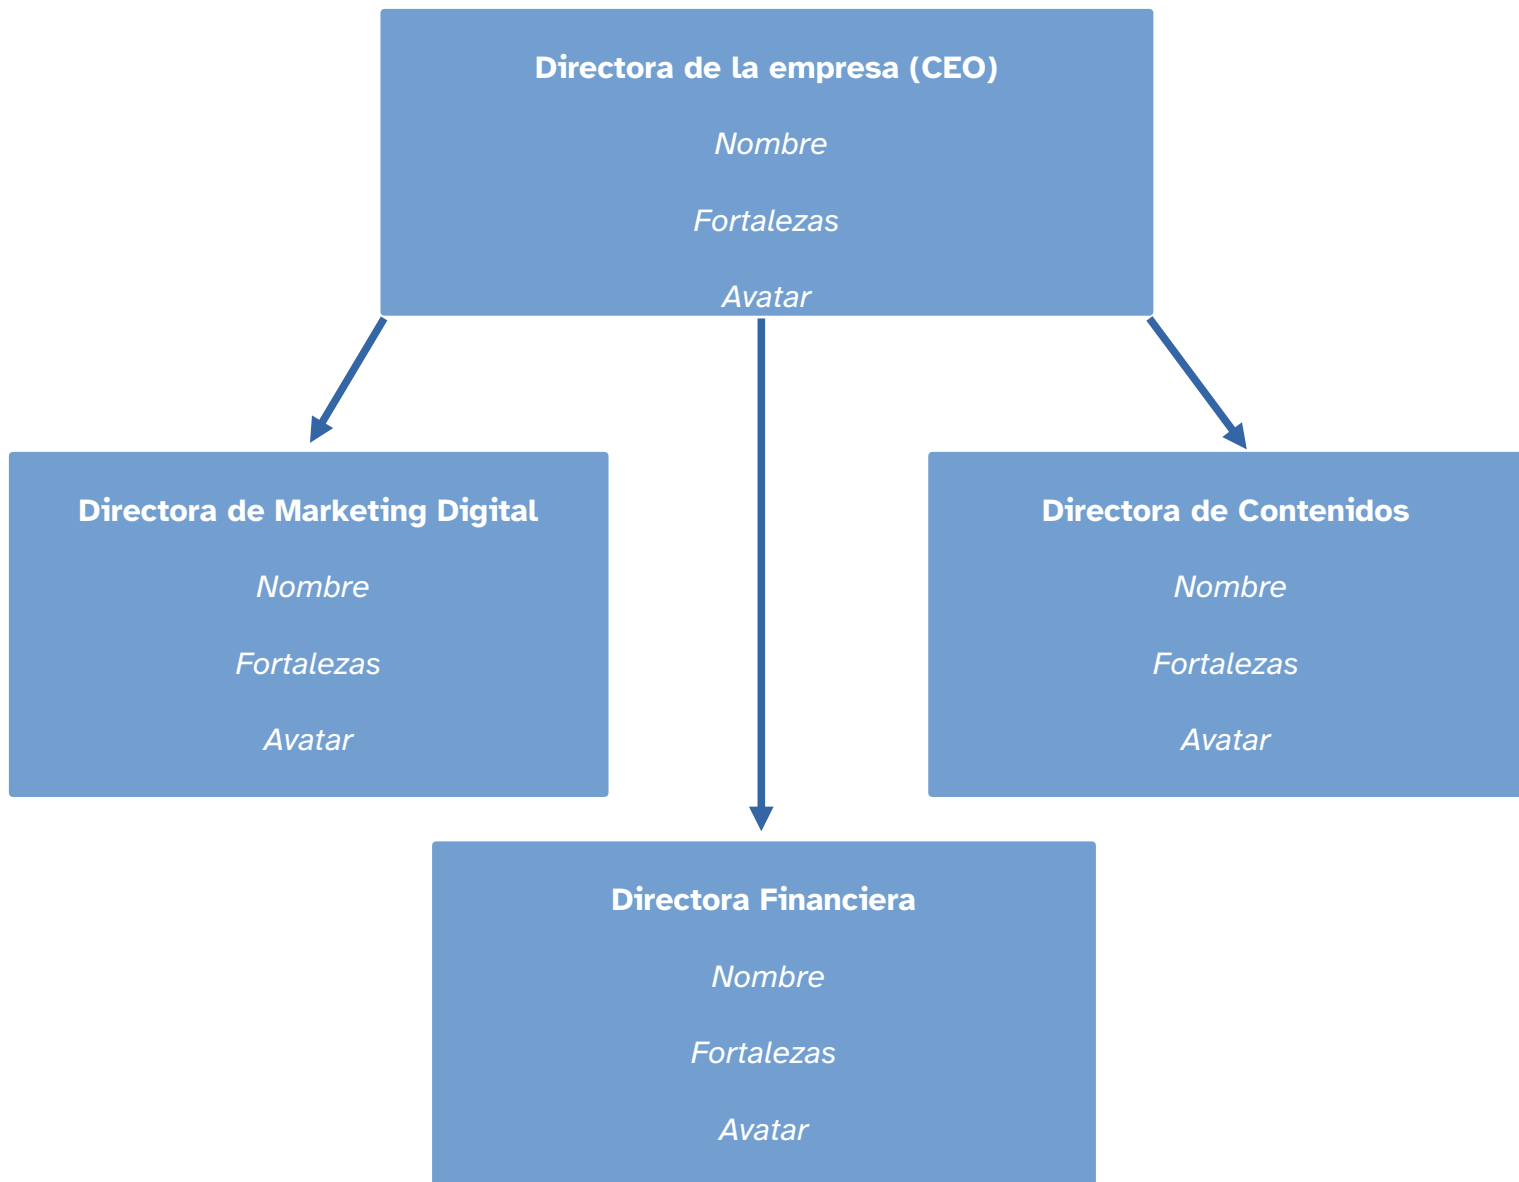 Directora de la empresa (CEO)
Nombre
Fortalezas
Avatar
Directora de Marketing Digital
Nombre
Fortalezas
Avatar
Directora de Contenidos
Nombre
Fortalezas
Avatar
Directora Financiera
Nombre
Fortalezas
Avatar